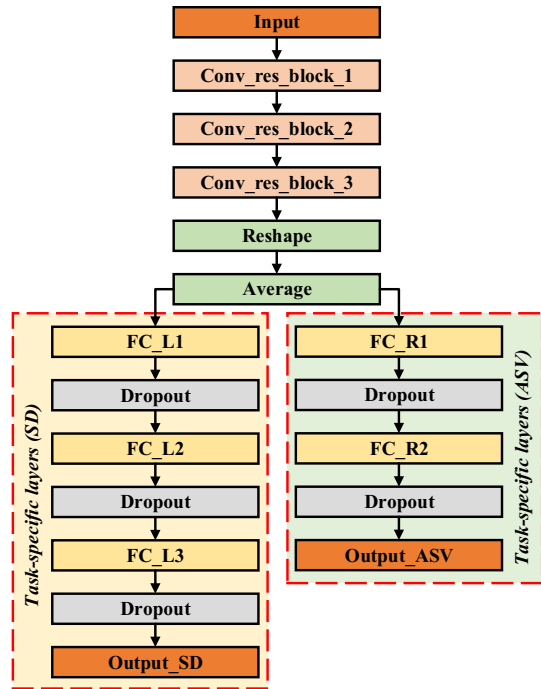 Input
Conv_res_block_1
Conv_res_block_2
Conv_res_block_3
Reshape
Average
Task-specific layers (SD)
FC_L1
Dropout
FC_L2
Dropout
FC_L3
Dropout
Output_SD
FC_R1
Dropout
FC_R2
Dropout
Output_ASV
Task-specific layers (ASV)